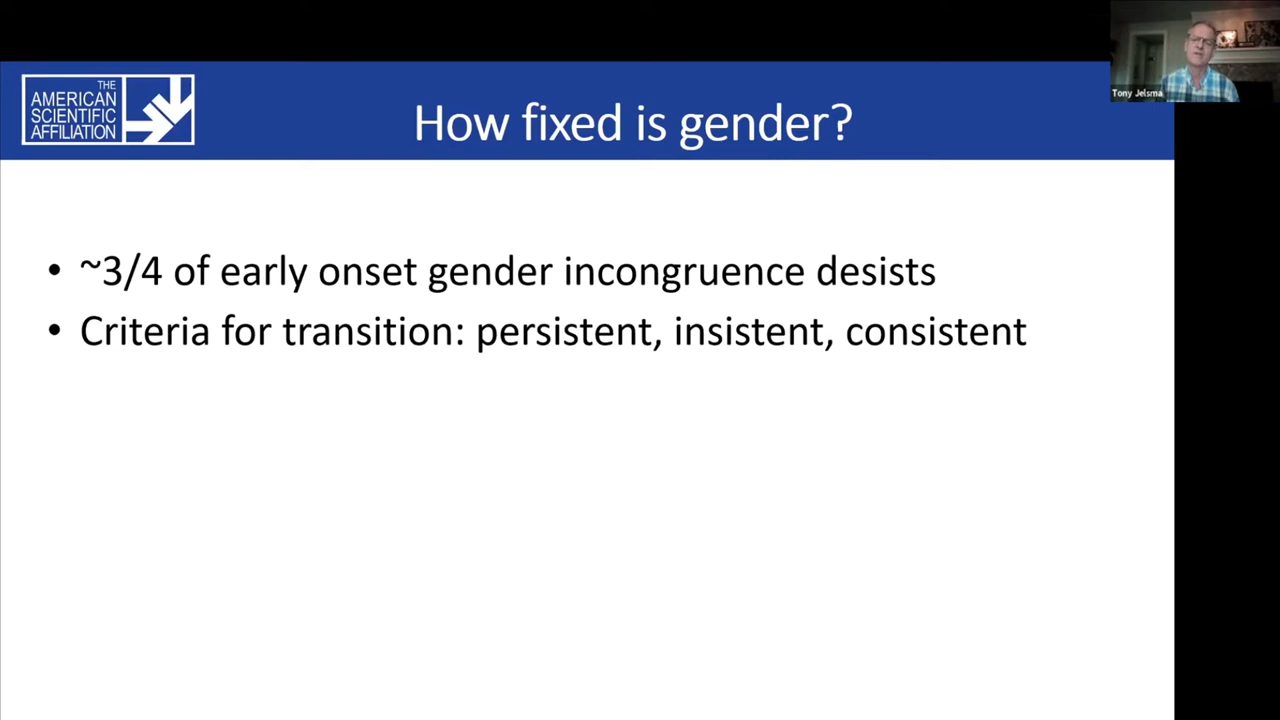 THE
AMERICAN
SCIENTIFIC
AFFILIATION
How fixed is gender?
Tony Jelsma
• ~3/4 of early onset gender incongruence desists
• Criteria for transition: persistent, insistent, consistent